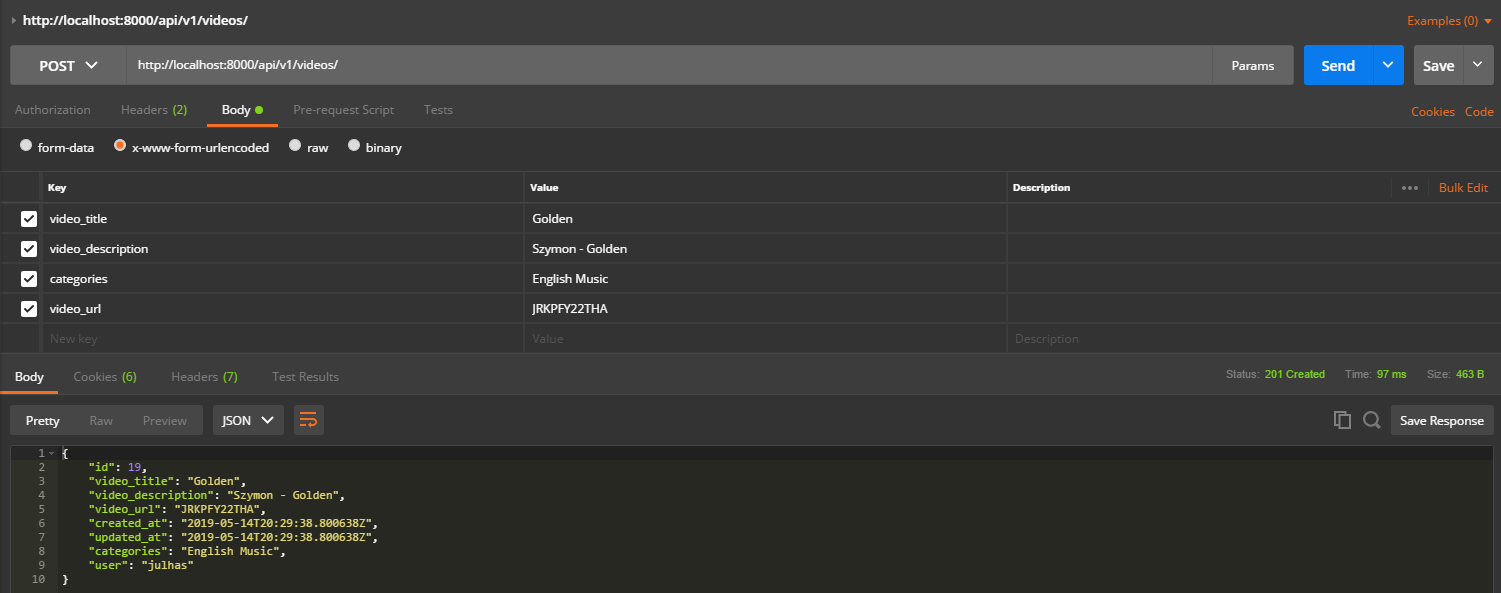 http://localhost:8000/api/v1/videos/ Examples (0)
POST http://localhost:8000/api/v1/videos/ Params Send Save
Authorization Headers (2) Body Pre-request Script Tests Cookies Code
form-data x-www-form-urlencoded raw binary
Key Value Description Bulk Edit
video_title Golden
video_description Szymon - Golden
categories English Music
video_url JRKPFY22THA
New key Value Description
Body Cookies (6) Headers (7) Test Results Status: 201 Created Time: 97 ms Size: 463 B
Pretty Raw Preview JSON Save Response
1 {
2 "id": 19,
3 "video_title": "Golden",
4 "video_description": "Szymon - Golden",
5 "video_url": "JRKPFY22THA",
6 "created_at": "2019-05-14T20:29:38.800638Z",
7 "updated_at": "2019-05-14T20:29:38.800638Z",
8 "categories": "English Music",
9 "user": "julhas"
10 }